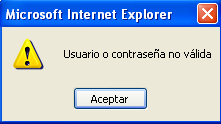 Microsoft Internet Explorer
Usuario o contraseña no válida
Aceptar